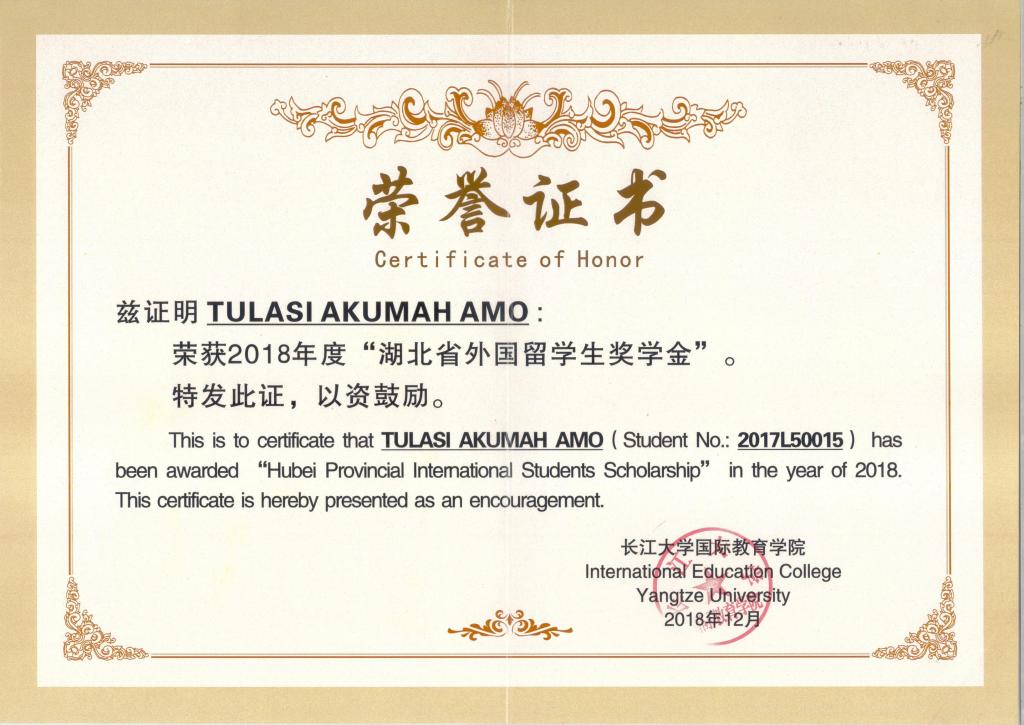 荣誉证书
Certificate of Honor
兹证明 TULASI AKUMAH AMO：
荣获2018年度“湖北省外国留学生奖学金”。
特发此证，以资鼓励。
This is to certificate that TULASI AKUMAH AMO（Student No.: 2017L50015）has
been awarded “Hubei Provincial International Students Scholarship” in the year of 2018.
This certificate is hereby presented as an encouragement.
长江大学国际教育学院
International Education College
Yangtze University
2018年12月